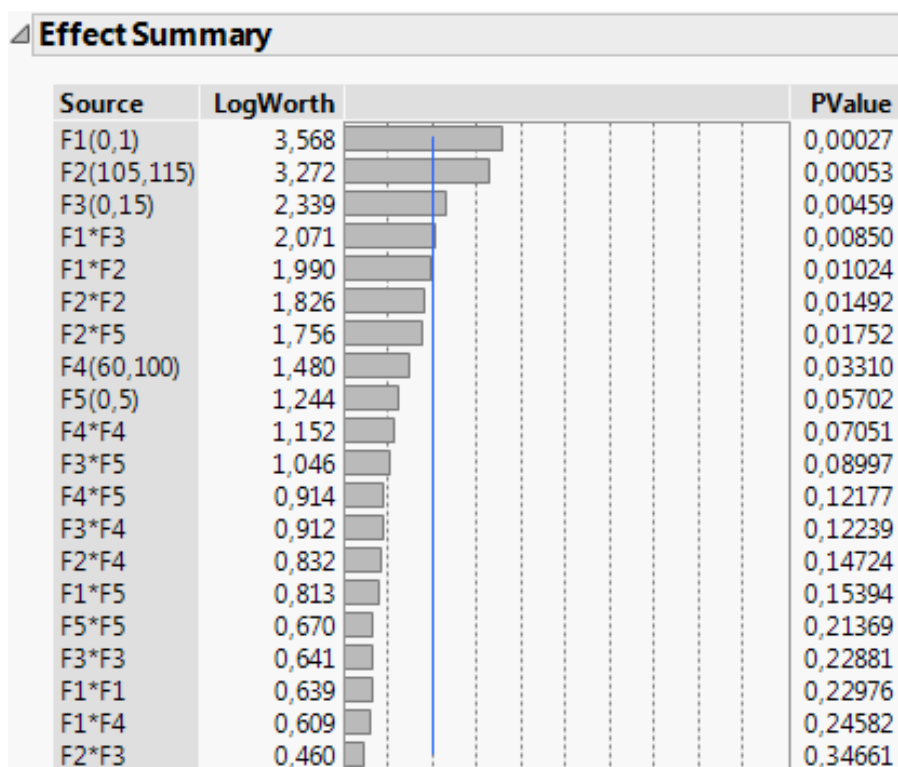 Effect Summary
Source LogWorth PValue
F1(0,1) 3,568 0,00027
F2(105,115) 3,272 0,00053
F3(0,15) 2,339 0,00459
F1*F3 2,071 0,00850
F1*F2 1,990 0,01024
F2*F2 1,826 0,01492
F2*F5 1,756 0,01752
F4(60,100) 1,480 0,03310
F5(0,5) 1,244 0,05702
F4*F4 1,152 0,07051
F3*F5 1,046 0,08997
F4*F5 0,914 0,12177
F3*F4 0,912 0,12239
F2*F4 0,832 0,14724
F1*F5 0,813 0,15394
F5*F5 0,670 0,21369
F3*F3 0,641 0,22881
F1*F1 0,639 0,22976
F1*F4 0,609 0,24582
F2*F3 0,460 0,34661